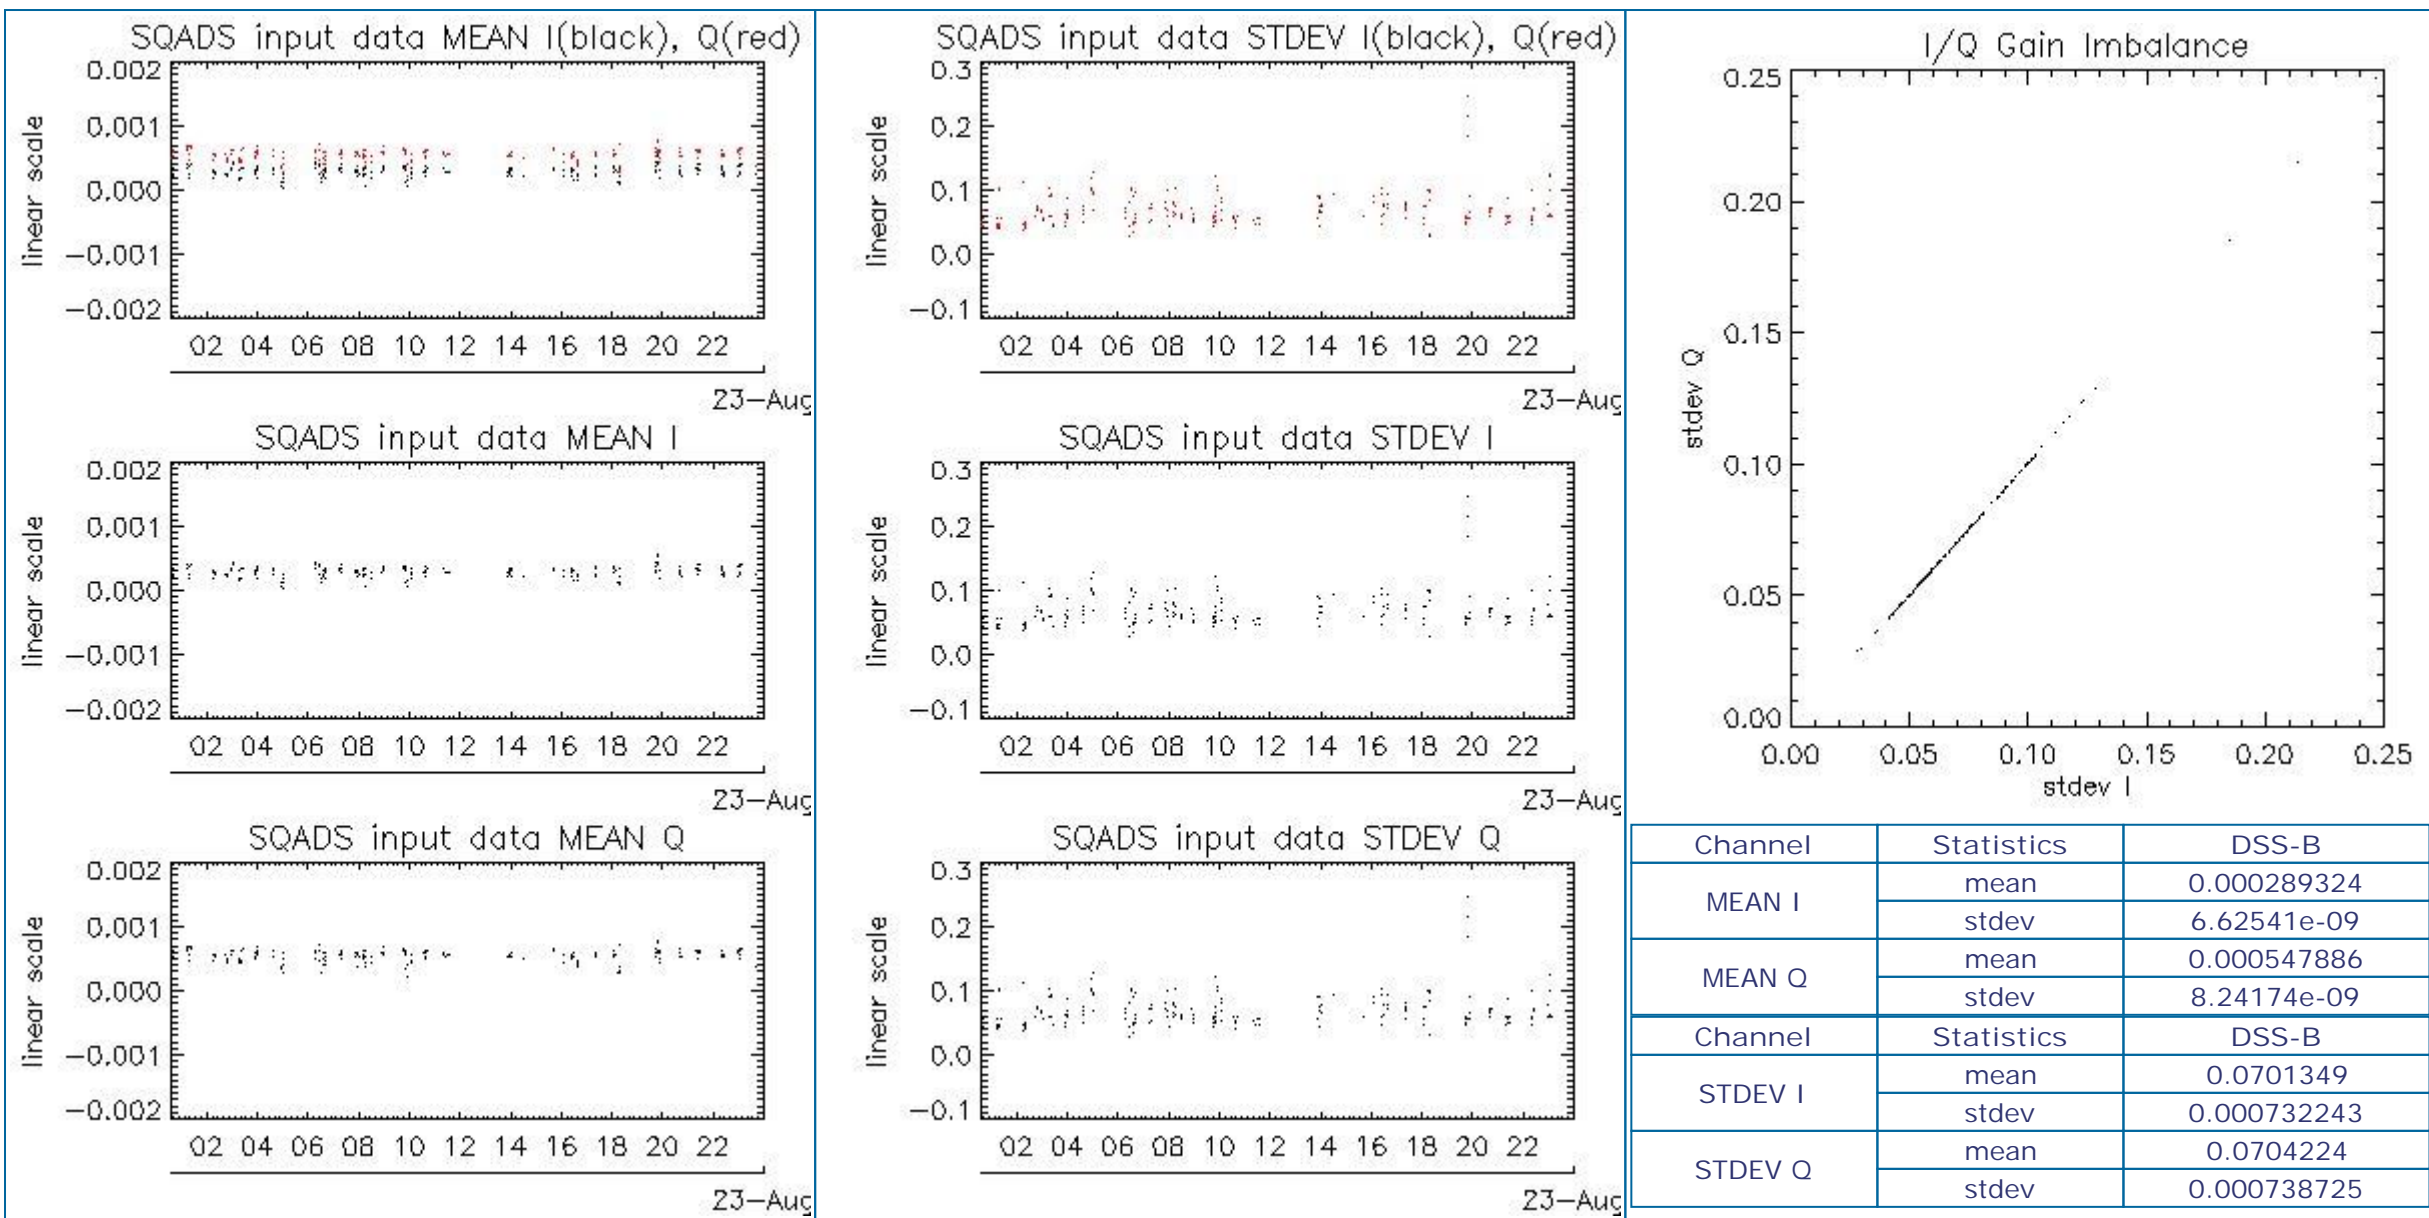 SQADS input data MEAN I(black), Q(red)
0.002
0.001
0.000
-0.001
-0.002
linear scale
02 04 06 08 10 12 14 16 18 20 22
23-Aug
SQADS input data MEAN I
0.002
0.001
0.000
-0.001
-0.002
linear scale
02 04 06 08 10 12 14 16 18 20 22
23-Aug
SQADS input data MEAN Q
0.002
0.001
0.000
-0.001
-0.002
linear scale
02 04 06 08 10 12 14 16 18 20 22
23-Aug
SQADS input data STDEV I(black), Q(red)
0.3
0.2
0.1
0.0
-0.1
linear scale
02 04 06 08 10 12 14 16 18 20 22
23-Aug
SQADS input data STDEV I
0.3
0.2
0.1
0.0
-0.1
linear scale
02 04 06 08 10 12 14 16 18 20 22
23-Aug
SQADS input data STDEV Q
0.3
0.2
0.1
0.0
-0.1
linear scale
02 04 06 08 10 12 14 16 18 20 22
23-Aug
I/Q Gain Imbalance
0.25
0.20
0.15
0.10
0.05
0.00
stdev Q
0.00 0.05 0.10 0.15 0.20 0.25
stdev I
Channel Statistics DSS-B
MEAN I mean 0.000289324
stdev 6.62541e-09
MEAN Q mean 0.000547886
stdev 8.24174e-09
Channel Statistics DSS-B
STDEV I mean 0.0701349
stdev 0.000732243
STDEV Q mean 0.0704224
stdev 0.000738725